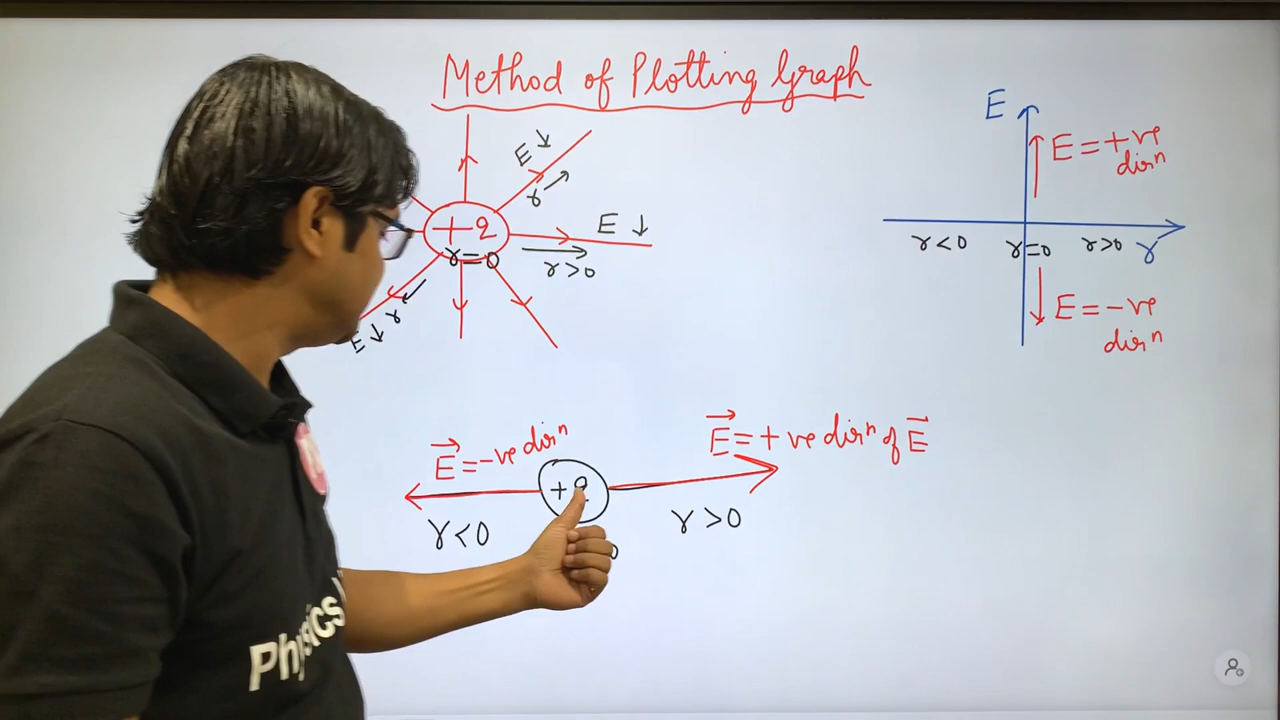 Method of Plotting Graph
E ↓
r
+q
r=0
E ↓
r>0
E ↓ r
E
E = +ve
dirⁿ
r<0
r=0
r>0
r
E = -ve
dirⁿ
E⃗ = -ve dirⁿ
E⃗ = +ve dirⁿ of E⃗
+q
r<0
r>0
Physics